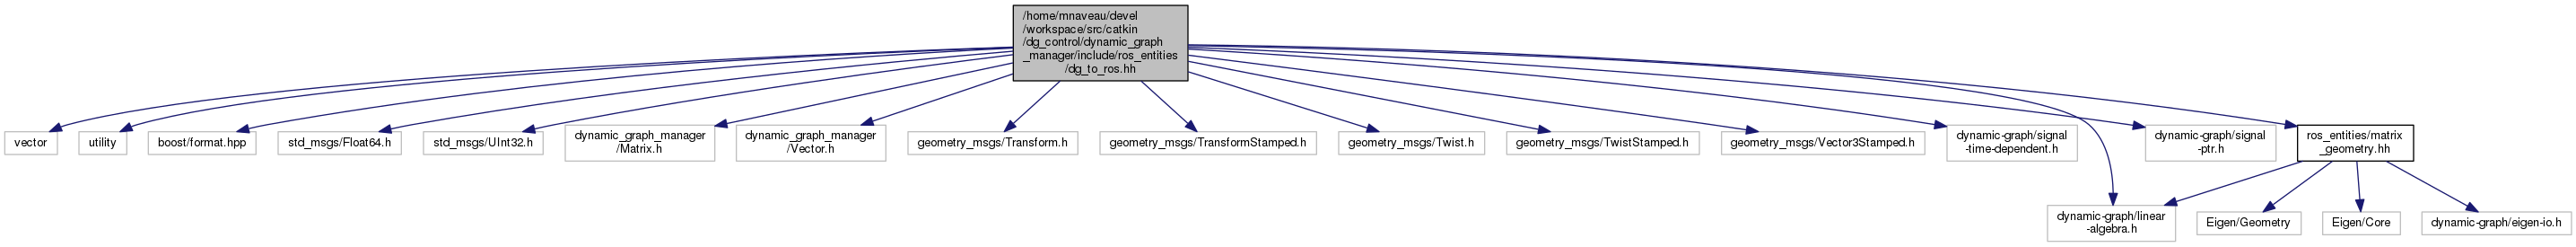 /home/mnaveau/devel
/workspace/src/catkin
/dg_control/dynamic_graph
_manager/include/ros_entities
/dg_to_ros.hh
vector
utility
boost/format.hpp
std_msgs/Float64.h
std_msgs/UInt32.h
dynamic_graph_manager
/Matrix.h
dynamic_graph_manager
/Vector.h
geometry_msgs/Transform.h
geometry_msgs/TransformStamped.h
geometry_msgs/Twist.h
geometry_msgs/TwistStamped.h
geometry_msgs/Vector3Stamped.h
dynamic-graph/signal
-time-dependent.h
dynamic-graph/signal
-ptr.h
ros_entities/matrix
_geometry.hh
dynamic-graph/linear
-algebra.h
Eigen/Geometry
Eigen/Core
dynamic-graph/eigen-io.h